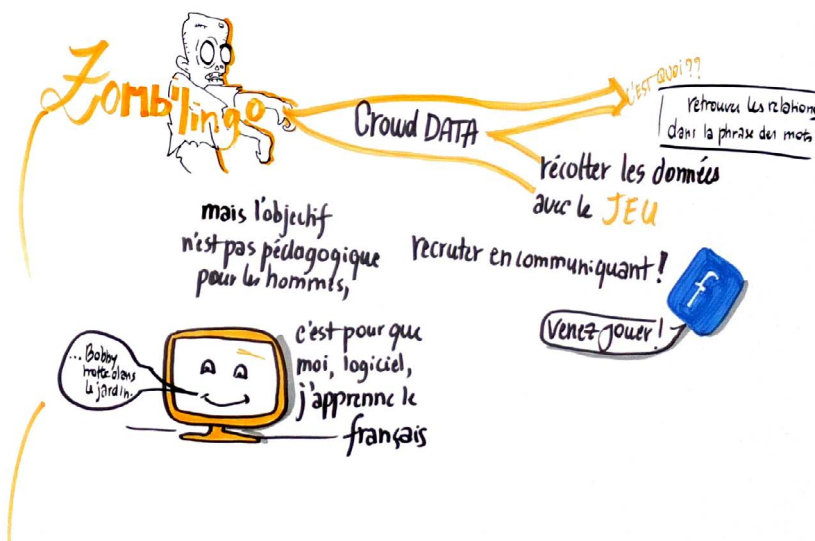 Zomb'lingo
C'EST QUOI??
retrouver les relations
dans la phrase des mots
Crowd DATA
récolter les données
avec le JEU
mais l'objectif
n'est pas pédagogique
pour les hommes,
recruter en communiquant!
f
Venez jouer!
c'est pour que
moi, logiciel,
j'apprenne le
français
... Bobby
trotte dans
le jardin.